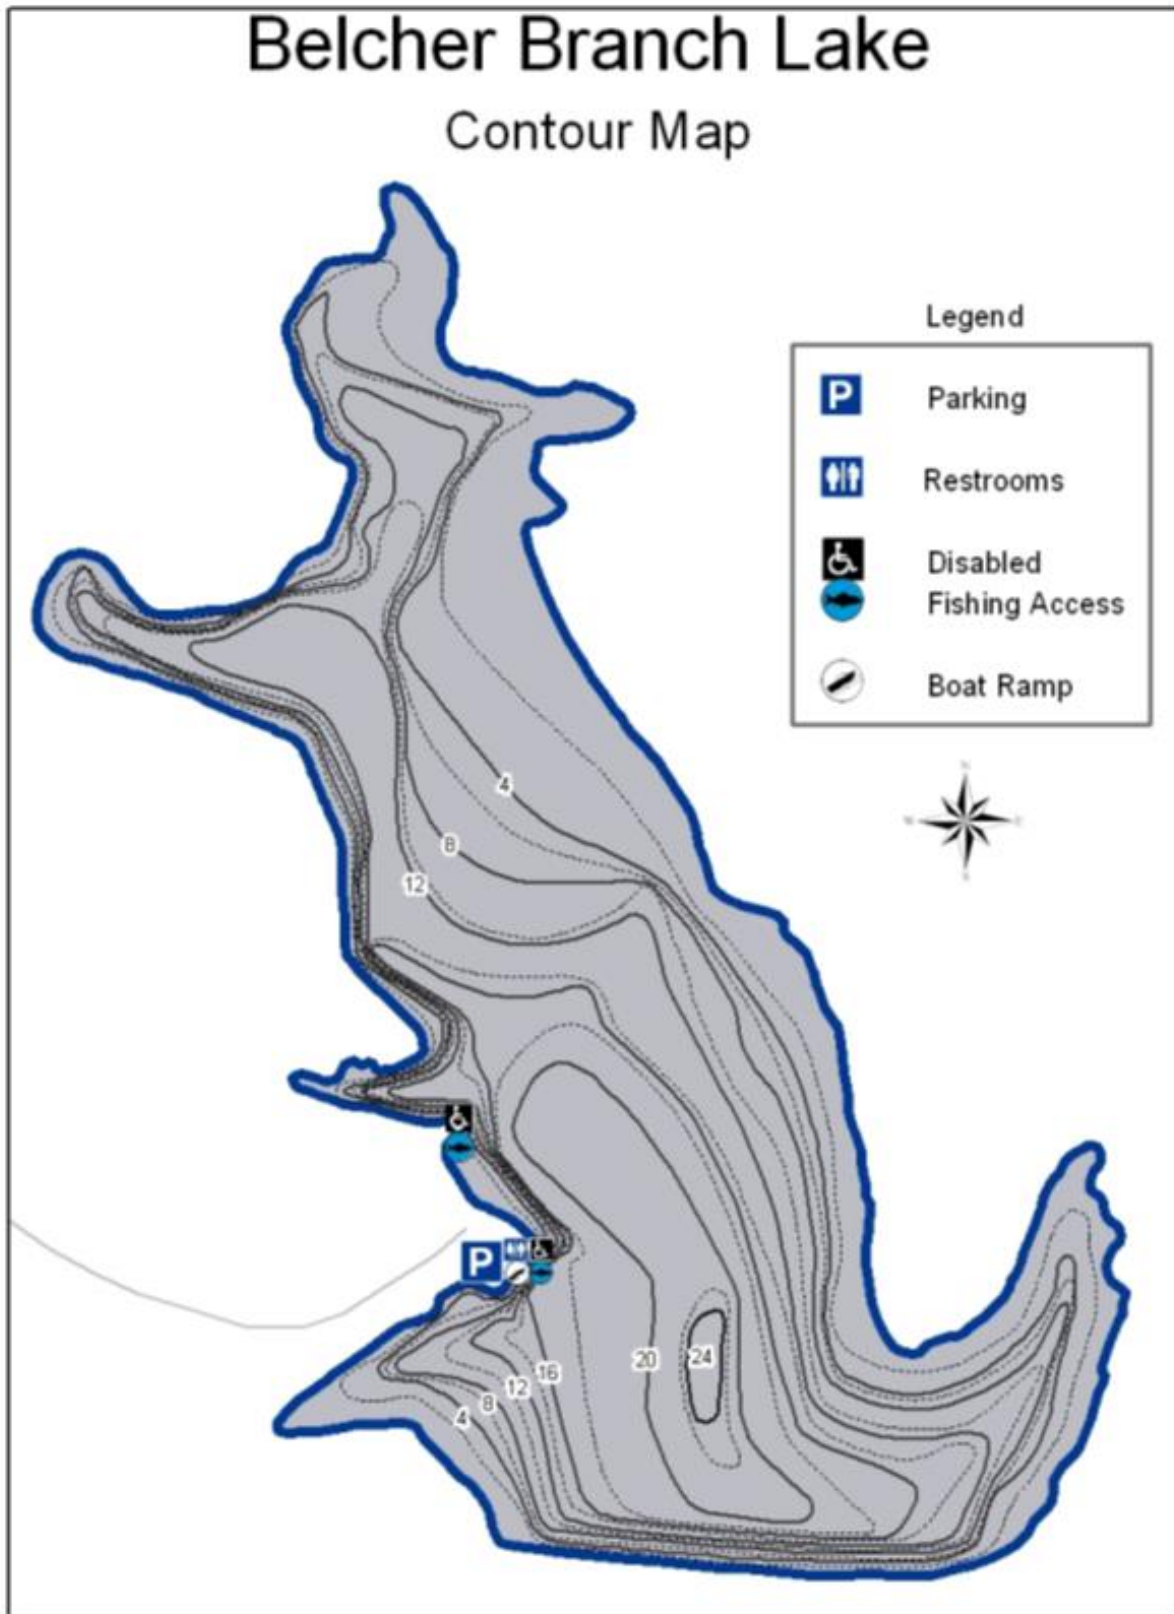 Belcher Branch Lake
Contour Map
Legend
P Parking
Restrooms
Disabled
Fishing Access
Boat Ramp
4
8
12
P
20
24
16
12
8
4